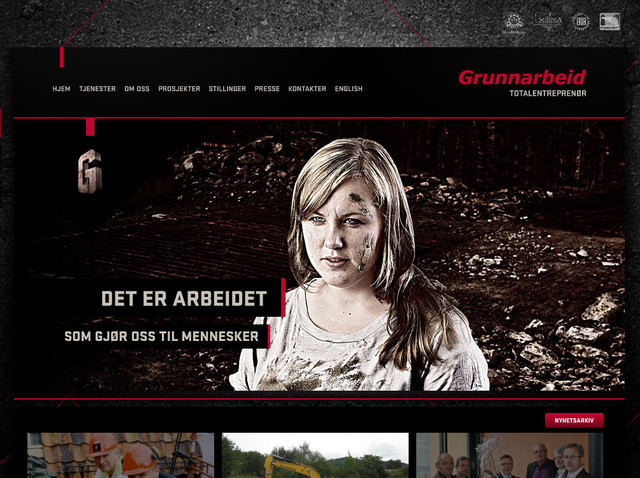 Grunnarbeid
TOTALENTREPRENØR
HJEM TJENESTER OM OSS PROSJEKTER STILLINGER PRESSE KONTAKTER ENGLISH
G
DET ER ARBEIDET
SOM GJØR OSS TIL MENNESKER
NYHETSARKIV